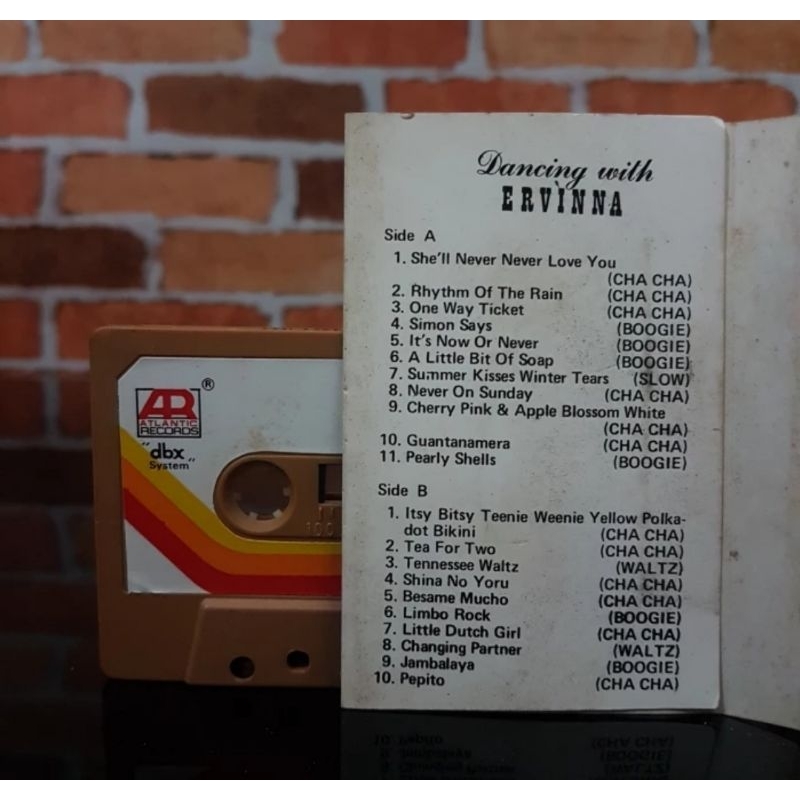 Dancing with
ERVINNA
Side A
1. She'll Never Never Love You
(CHA CHA)
2. Rhythm Of The Rain (CHA CHA)
3. One Way Ticket (CHA CHA)
4. Simon Says (BOOGIE)
5. It's Now Or Never (BOOGIE)
6. A Little Bit Of Soap (BOOGIE)
7. Summer Kisses Winter Tears (SLOW)
8. Never On Sunday (CHA CHA)
9. Cherry Pink & Apple Blossom White
(CHA CHA)
10. Guantanamera (CHA CHA)
11. Pearly Shells (BOOGIE)
Side B
1. Itsy Bitsy Teenie Weenie Yellow Polka-
dot Bikini (CHA CHA)
2. Tea For Two (CHA CHA)
3. Tennessee Waltz (WALTZ)
4. Shina No Yoru (CHA CHA)
5. Besame Mucho (CHA CHA)
6. Limbo Rock (BOOGIE)
7. Little Dutch Girl (CHA CHA)
8. Changing Partner (WALTZ)
9. Jambalaya (BOOGIE)
10. Pepito (CHA CHA)
AR ®
ATLANTIC
RECORDS
"dbx
System"
100